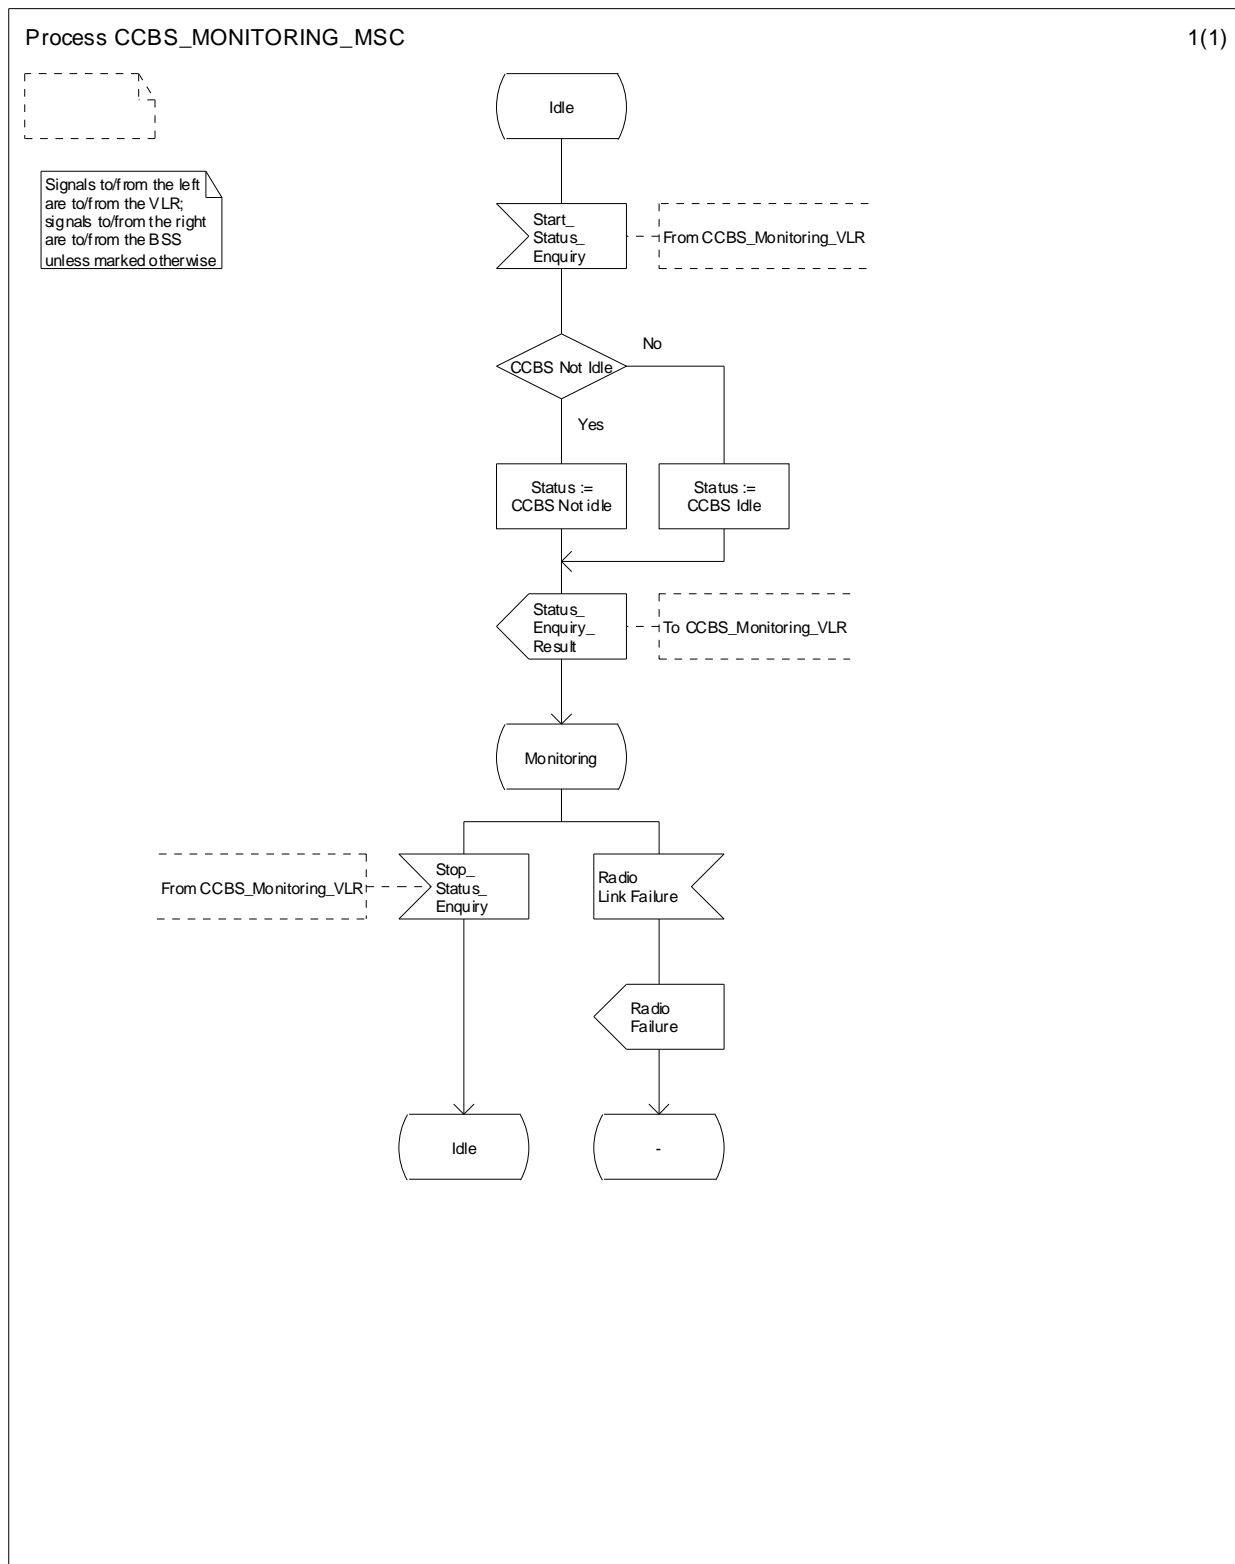 Process CCBS_MONITORING_MSC
1(1)
Idle
Signals to/from the left
are to/from the VLR;
signals to/from the right
are to/from the BSS
unless marked otherwise
Start_
Status_
Enquiry
From CCBS_Monitoring_VLR
CCBS Not Idle
No
Yes
Status :=
CCBS Not idle
Status :=
CCBS Idle
Status_
Enquiry_
Result
To CCBS_Monitoring_VLR
Monitoring
From CCBS_Monitoring_VLR
Stop_
Status_
Enquiry
Radio
Link Failure
Radio
Failure
Idle
-